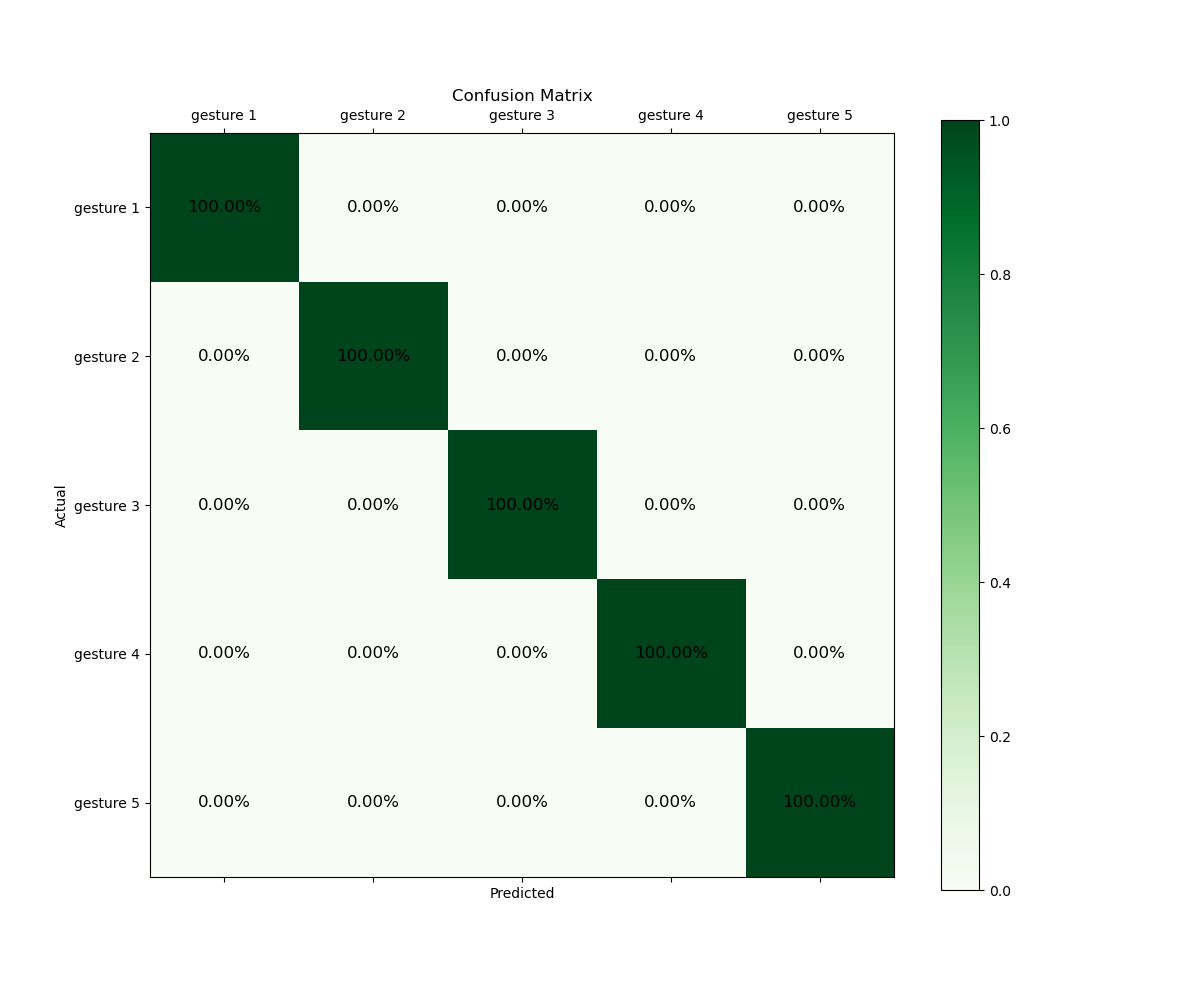 Confusion Matrix
gesture 1 gesture 2 gesture 3 gesture 4 gesture 5
gesture 1 100.00% 0.00% 0.00% 0.00% 0.00%
gesture 2 0.00% 100.00% 0.00% 0.00% 0.00%
gesture 3 0.00% 0.00% 100.00% 0.00% 0.00%
gesture 4 0.00% 0.00% 0.00% 100.00% 0.00%
gesture 5 0.00% 0.00% 0.00% 0.00% 100.00%
Actual
Predicted
1.0
0.8
0.6
0.4
0.2
0.0